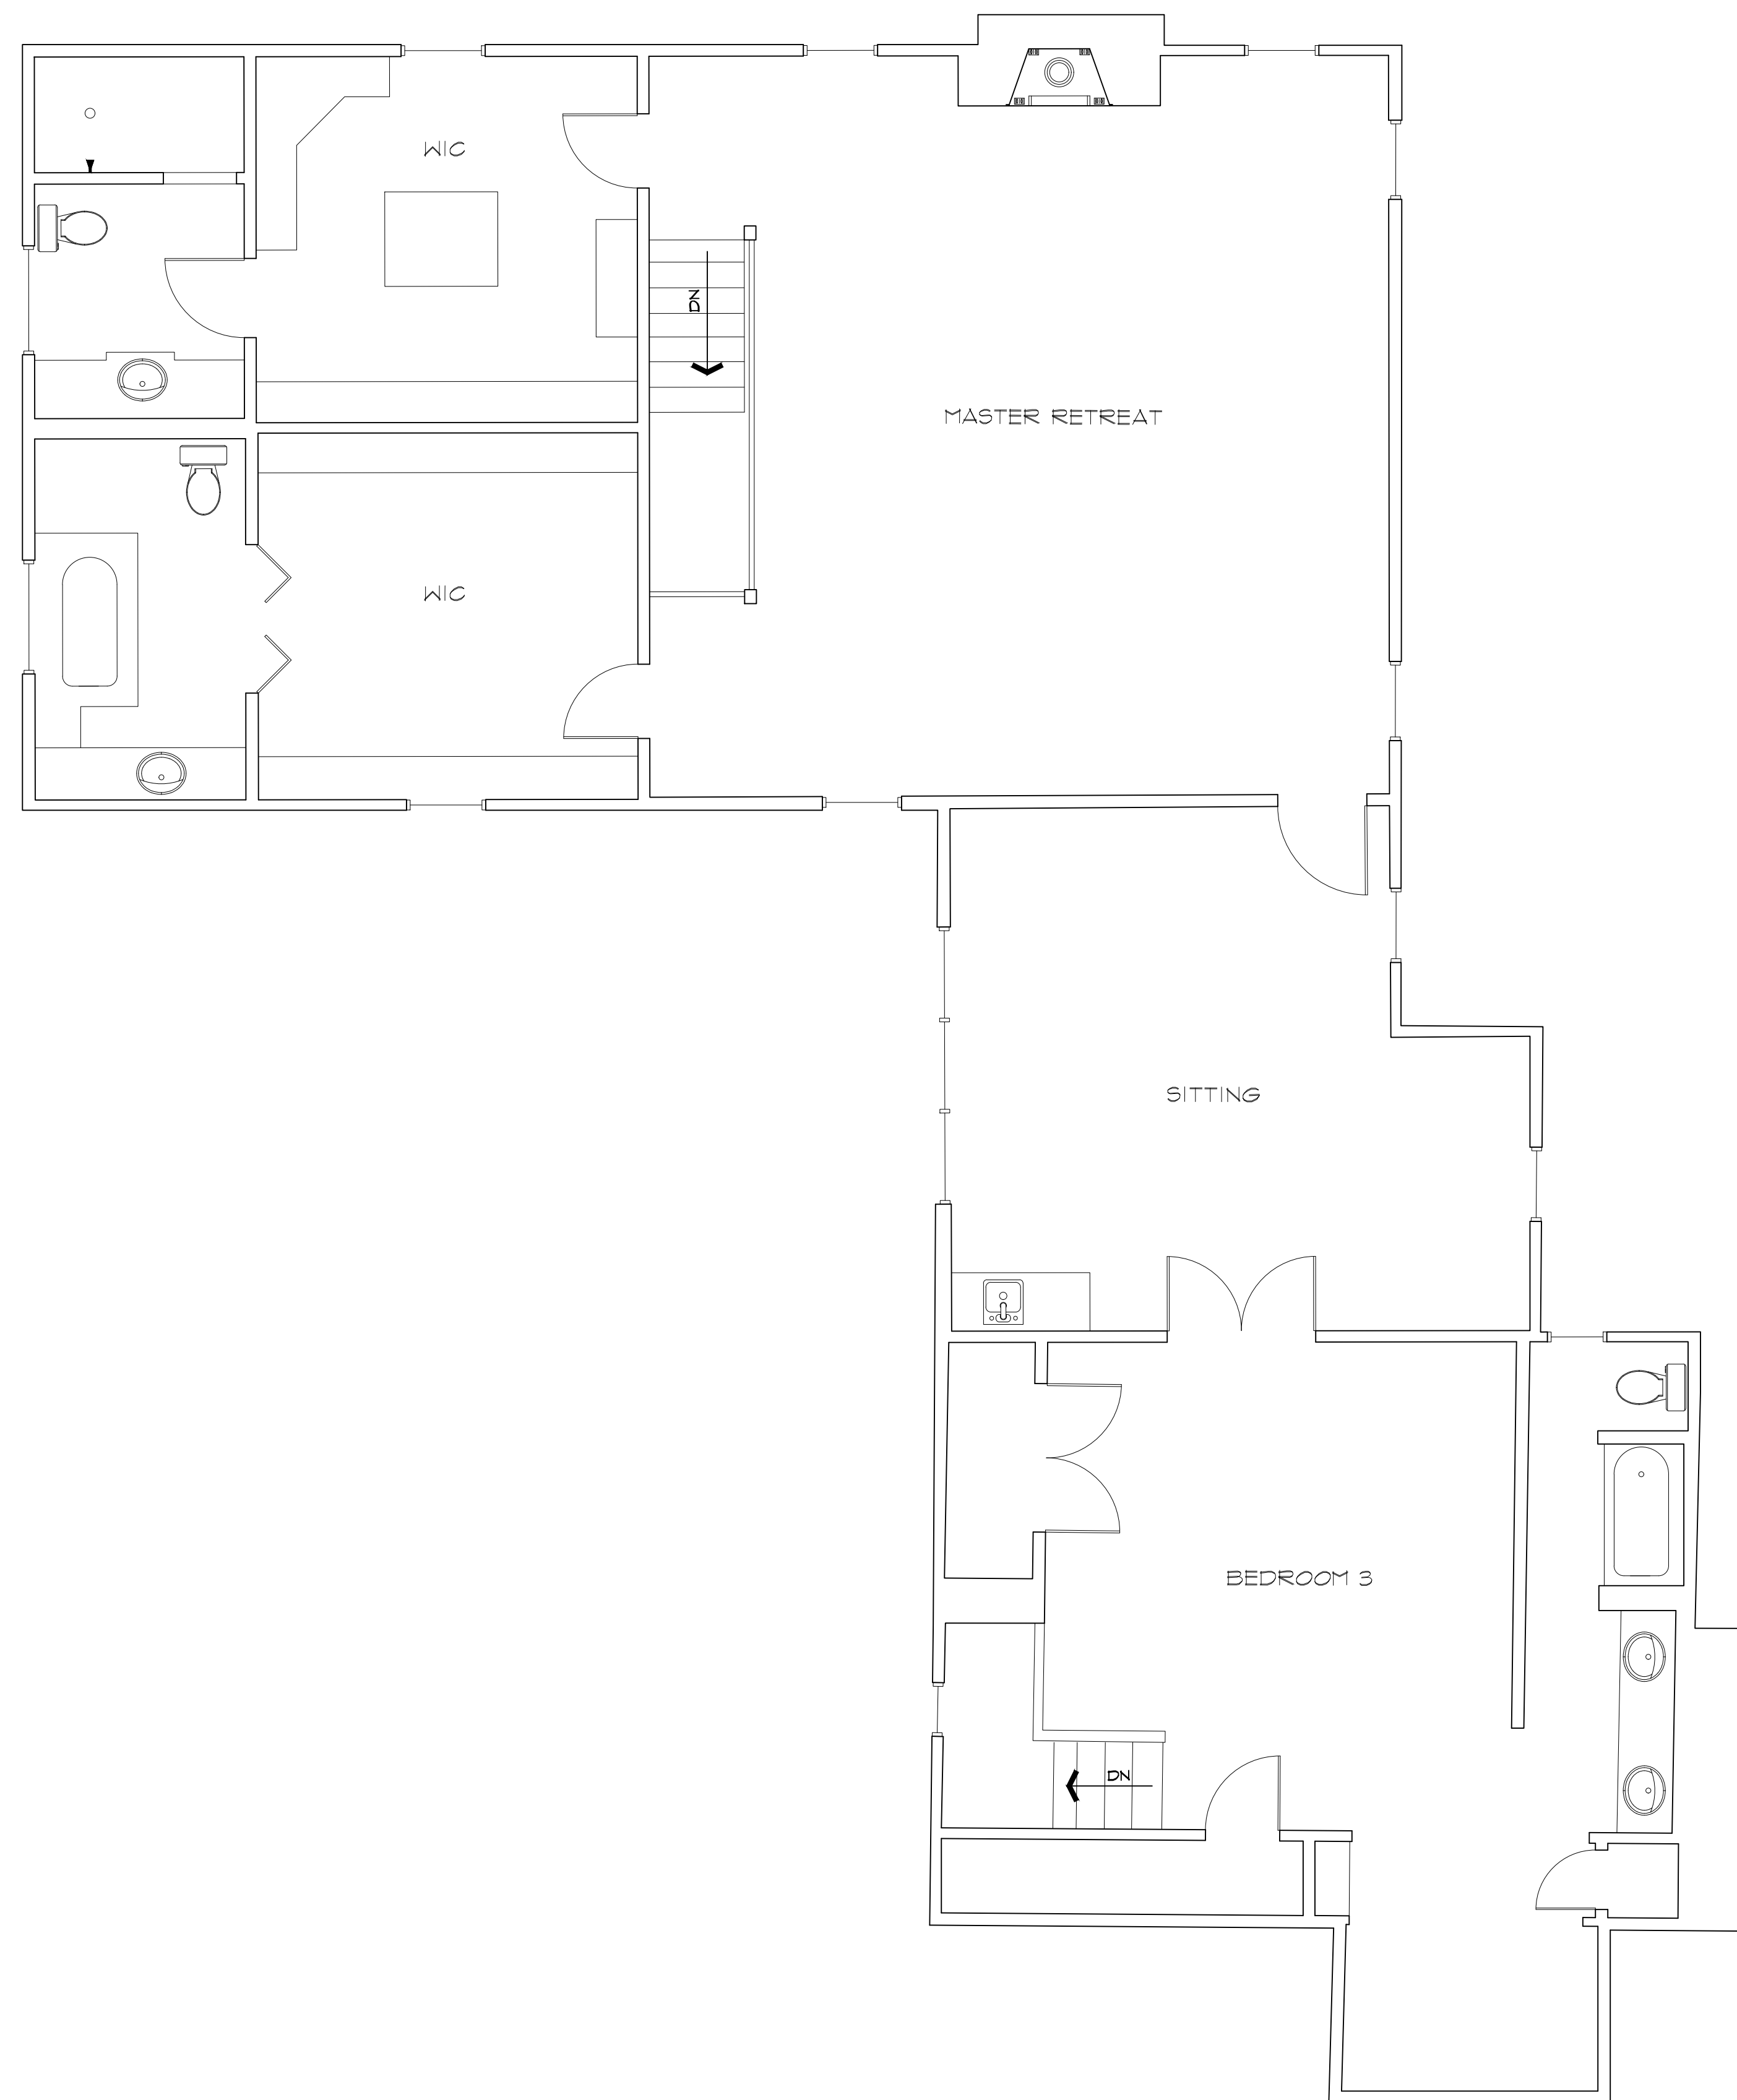 WIC
DN
MASTER RETREAT
WIC
SITTING
BEDROOM 3
DN